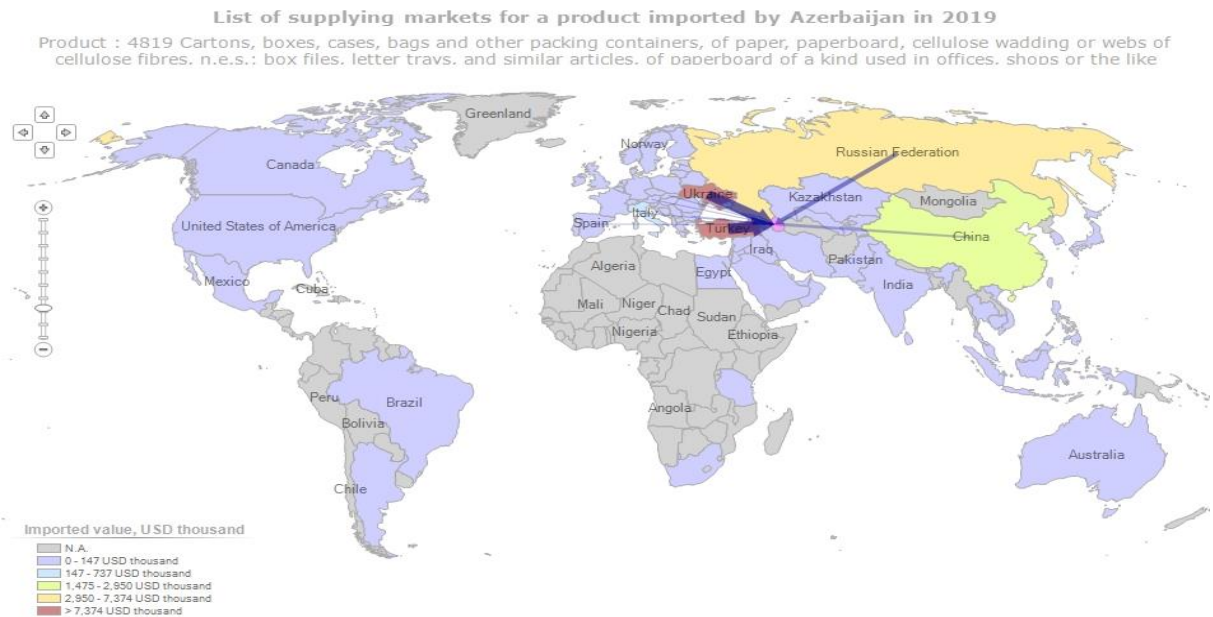 List of supplying markets for a product imported by Azerbaijan in 2019
Product : 4819 Cartons, boxes, cases, bags and other packing containers, of paper, paperboard, cellulose wadding or webs of
cellulose fibres, n.e.s.; box files, letter trays, and similar articles, of paperboard of a kind used in offices, shops or the like
Greenland
Norway
Russian Federation
Canada
Ukraine
Kazakhstan
Mongolia
United States of America
Spain
Italy
Turkey
China
Iraq
Pakistan
Mexico
Cuba
Algeria
Egypt
India
Mali
Niger
Chad
Sudan
Nigeria
Ethiopia
Peru
Brazil
Angola
Bolivia
Australia
Chile
Imported value, USD thousand
N.A.
0 - 147 USD thousand
147 - 737 USD thousand
1,475 - 2,950 USD thousand
2,950 - 7,374 USD thousand
> 7,374 USD thousand